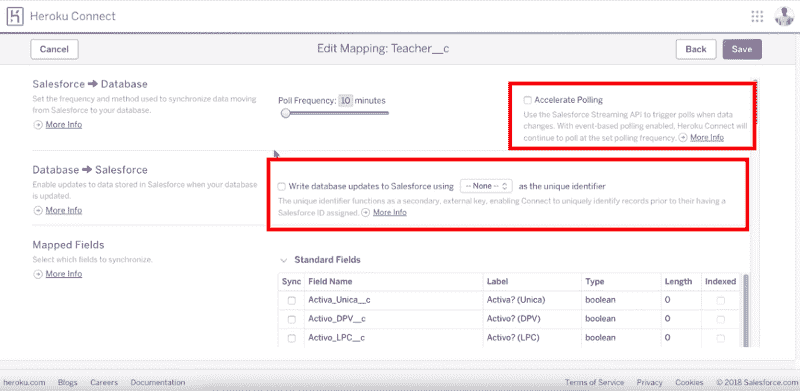 Heroku Connect
Cancel
Edit Mapping: Teacher__c
Back
Save
Salesforce ➔ Database
Set the frequency and method used to synchronize data moving
from Salesforce to your database.
More Info
Poll Frequency: 10 minutes
Accelerate Polling
Use the Salesforce Streaming API to trigger polls when data
changes. With event-based polling enabled, Heroku Connect will
continue to poll at the set polling frequency. More Info
Database ➔ Salesforce
Enable updates to data stored in Salesforce when your database
is updated.
More Info
Write database updates to Salesforce using -- None -- as the unique identifier
The unique identifier functions as a secondary, external key, enabling Connect to uniquely identify records prior to their having a
Salesforce ID assigned. More Info
Mapped Fields
Select which fields to synchronize.
More Info
Standard Fields
Sync Field Name Label Type Length Indexed
Activa_Unica__c Activa? (Unica) boolean 0
Activo_DPV__c Activo? (DPV) boolean 0
Activo_LPC__c Activo? (LPC) boolean 0
heroku.com Blogs Careers Documentation Terms of Service Privacy Cookies © 2018 Salesforce.com